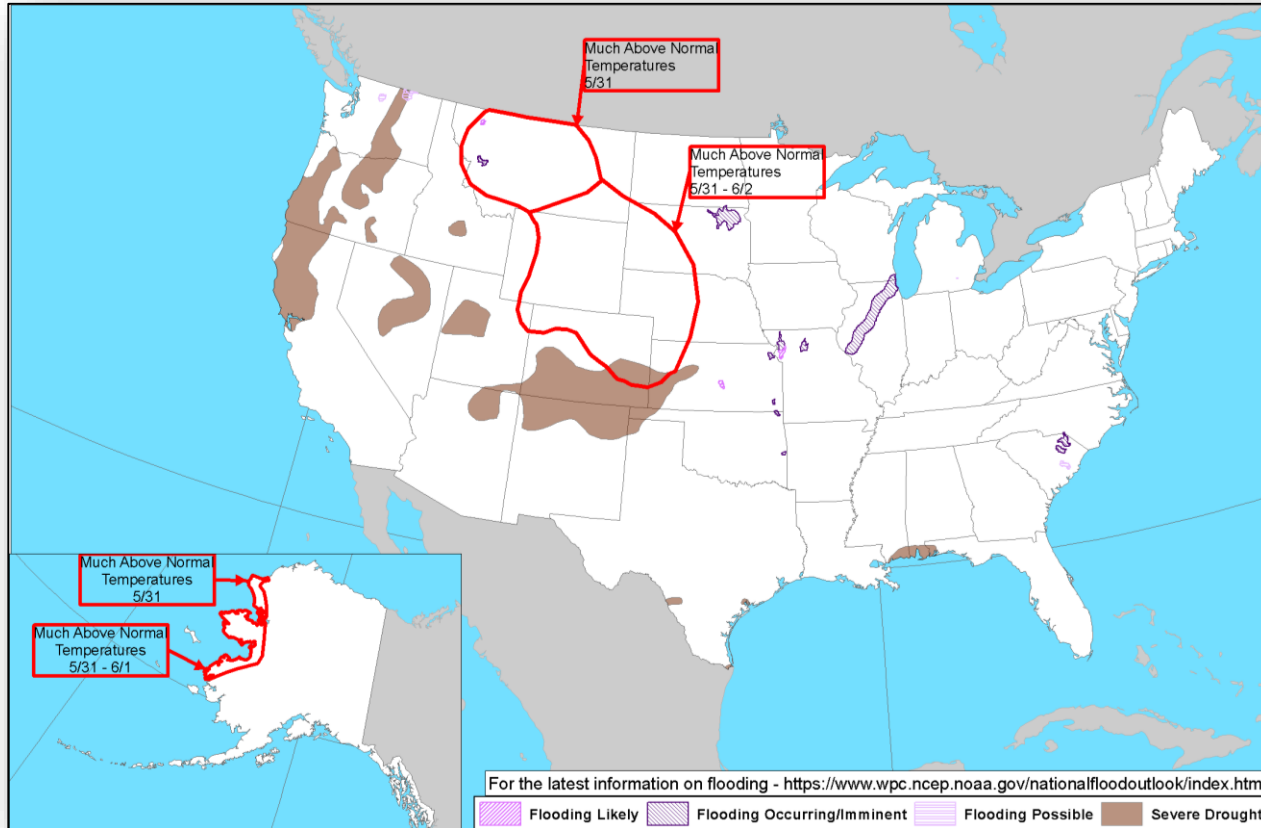 Much Above Normal
Temperatures
5/31
Much Above Normal
Temperatures
5/31 - 6/2
Much Above Normal
Temperatures
5/31
Much Above Normal
Temperatures
5/31 - 6/1
For the latest information on flooding - https://www.wpc.ncep.noaa.gov/nationalfloodoutlook/index.htm
Flooding Likely
Flooding Occurring/Imminent
Flooding Possible
Severe Drought